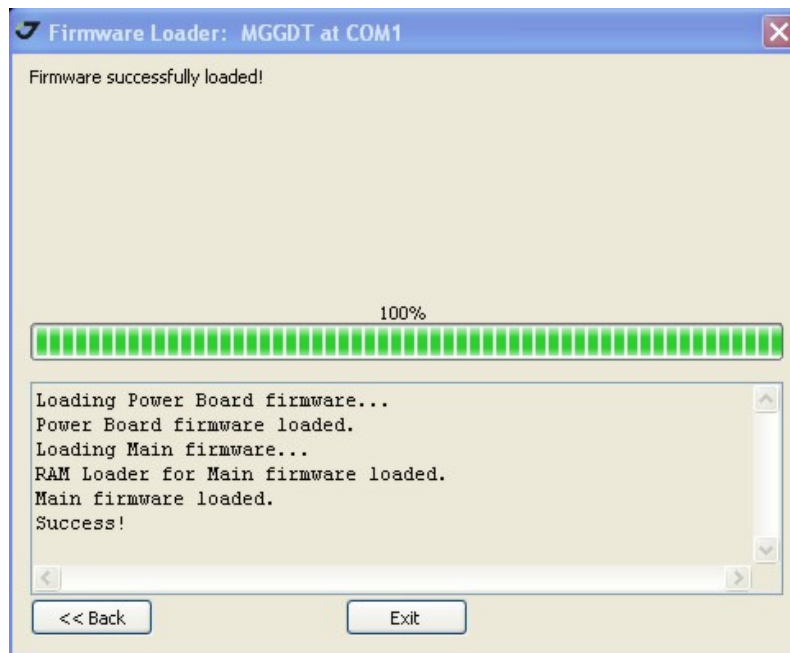 Firmware Loader: MGGDT at COM1
Firmware successfully loaded!
100%
Loading Power Board firmware...
Power Board firmware loaded.
Loading Main firmware...
RAM Loader for Main firmware loaded.
Main firmware loaded.
Success!
<< Back
Exit